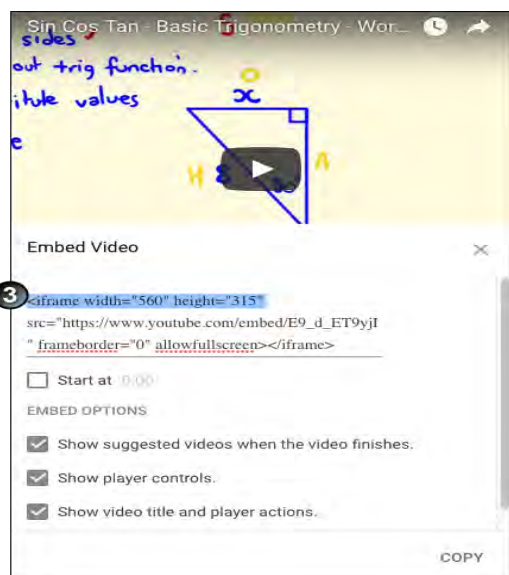 Sin Cos Tan - Basic Trigonometry - Wor...
sides
out trig function.
itute values
e
O
x
H 8 A
Embed Video
3
<iframe width="560" height="315"
src="https://www.youtube.com/embed/E9_d_ET9yjI
" frameborder="0" allowfullscreen></iframe>
Start at 0:00
EMBED OPTIONS
Show suggested videos when the video finishes.
Show player controls.
Show video title and player actions.
COPY